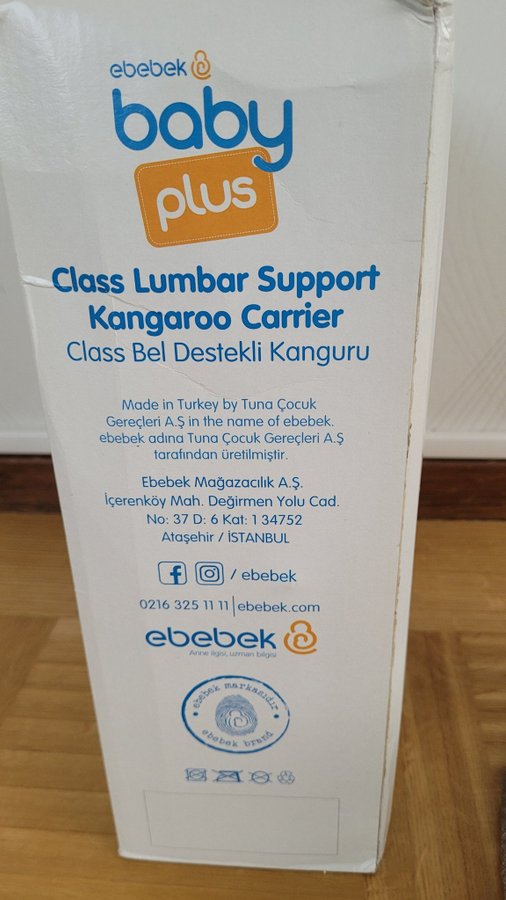 ebebek
baby
plus
Class Lumbar Support
Kangaroo Carrier
Class Bel Destekli Kanguru
Made in Turkey by Tuna Çocuk
Gereçleri A.Ş in the name of ebebek.
ebebek adına Tuna Çocuk Gereçleri A.Ş
tarafından üretilmiştir.
Ebebek Mağazacılık A.Ş.
İçerenköy Mah. Değirmen Yolu Cad.
No: 37 D: 6 Kat: 1 34752
Ataşehir / İSTANBUL
/ ebebek
0216 325 11 11 | ebebek.com
ebebek
Anne ilgisi, uzman bilgisi
ebebek markasıdır
ebebek brand